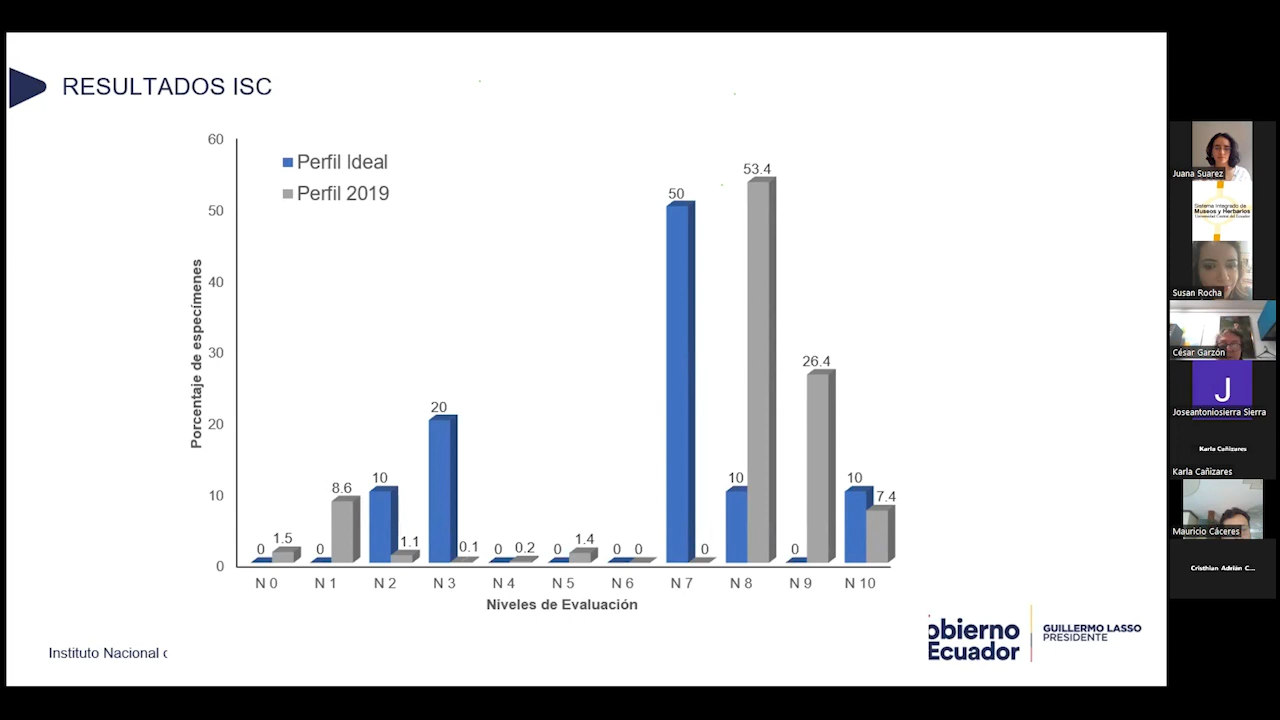 RESULTADOS ISC
60
50
40
30
20
10
0
Porcentaje de especímenes
Perfil Ideal
Perfil 2019
0 1.5
0 8.6
10 1.1
20 0.1
0 0.2
0 1.4
0 0
50 0
10 53.4
0 26.4
10 7.4
N 0 N 1 N 2 N 3 N 4 N 5 N 6 N 7 N 8 N 9 N 10
Niveles de Evaluación
Instituto Nacional
obierno
Ecuador
GUILLERMO LASSO
PRESIDENTE
Juana Suarez
Sistema Integrado de
Museos y Herbarios
Universidad Central del Ecuador
Susan Rocha
César Garzón
J
Joseantoniosierra Sierra
Karla Cañizares
Karla Cañizares
Mauricio Cáceres
Cristhian Adrián C...